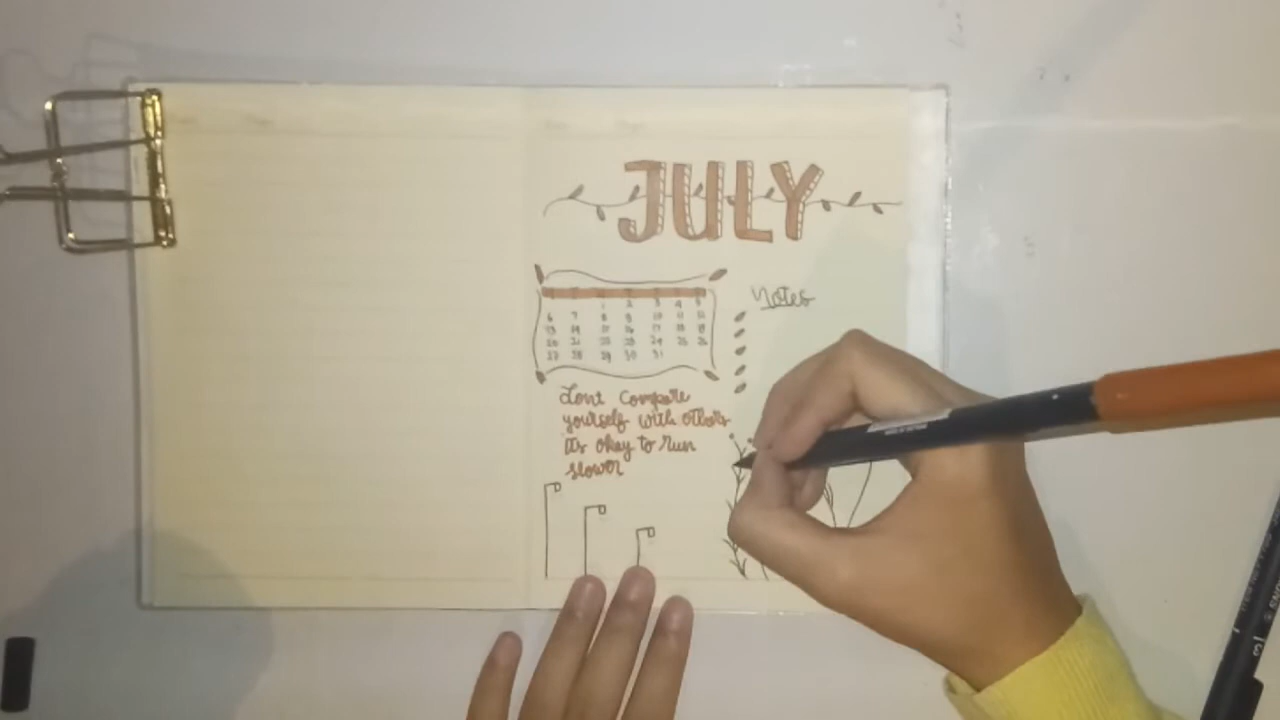 JULY
Notes
1 2 3 4 5
6 7 8 9 10 11 12
13 14 15 16 17 18 19
20 21 22 23 24 25 26
27 28 29 30 31
Dont Compare
yourself with others
its okay to run
slower